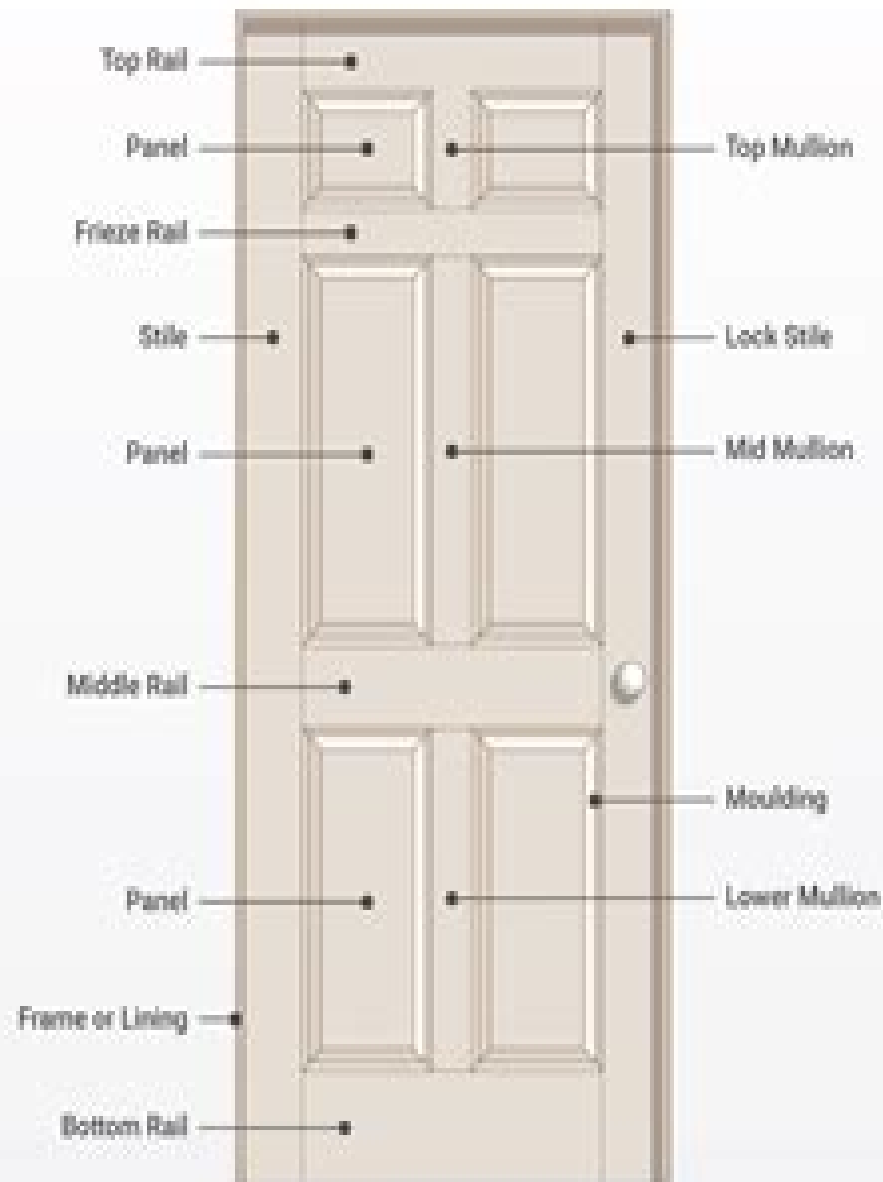 Top Rail
Panel
Top Mullion
Frieze Rail
Stile
Lock Stile
Panel
Mid Mullion
Middle Rail
Moulding
Panel
Lower Mullion
Frame or Lining
Bottom Rail